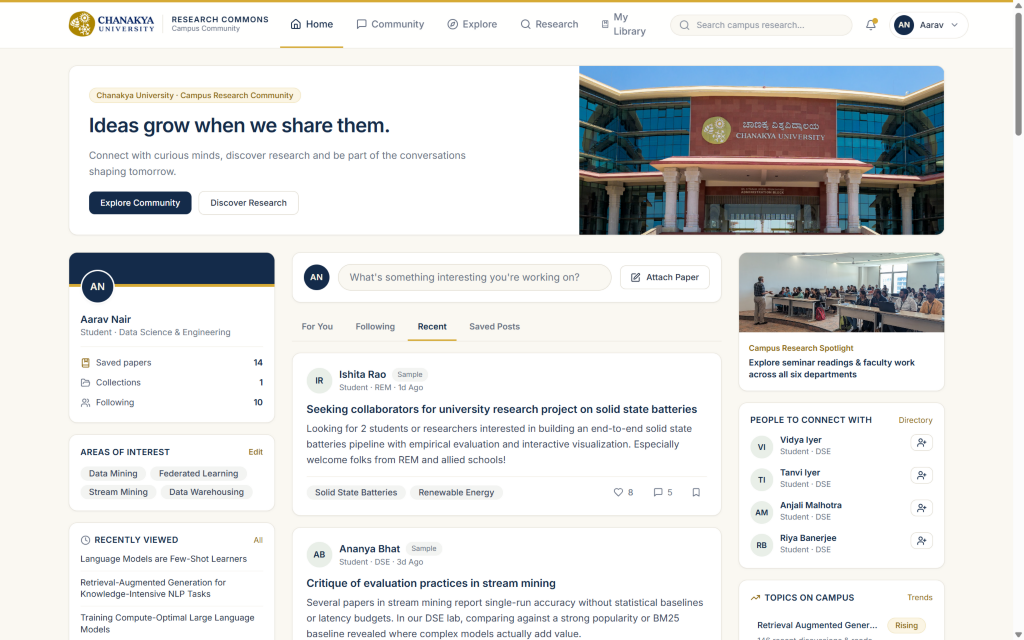 CHANAKYA
UNIVERSITY
RESEARCH COMMONS
Campus Community
Home
Community
Explore
Research
My
Library
Search campus research...
AN
Aarav
Chanakya University · Campus Research Community
Ideas grow when we share them.
Connect with curious minds, discover research and be part of the conversations
shaping tomorrow.
Explore Community
Discover Research
ಚಾಣಕ್ಯ ವಿಶ್ವವಿದ್ಯಾಲಯ
CHANAKYA UNIVERSITY
AN
Aarav Nair
Student · Data Science & Engineering
Saved papers 14
Collections 1
Following 10
AREAS OF INTEREST Edit
Data Mining
Federated Learning
Stream Mining
Data Warehousing
RECENTLY VIEWED All
Language Models are Few-Shot Learners
Retrieval-Augmented Generation for
Knowledge-Intensive NLP Tasks
Training Compute-Optimal Large Language
Models
AN
What's something interesting you're working on?
Attach Paper
For You
Following
Recent
Saved Posts
IR
Ishita Rao Sample
Student · REM · 1d Ago
Seeking collaborators for university research project on solid state batteries
Looking for 2 students or researchers interested in building an end-to-end solid state
batteries pipeline with empirical evaluation and interactive visualization. Especially
welcome folks from REM and allied schools!
Solid State Batteries
Renewable Energy
8
5
AB
Ananya Bhat Sample
Student · DSE · 3d Ago
Critique of evaluation practices in stream mining
Several papers in stream mining report single-run accuracy without statistical baselines
or latency budgets. In our DSE lab, comparing against a strong popularity or BM25
baseline revealed where complex models actually add value.
Campus Research Spotlight
Explore seminar readings & faculty work
across all six departments
PEOPLE TO CONNECT WITH Directory
VI
Vidya Iyer
Student · DSE
TI
Tanvi Iyer
Student · DSE
AM
Anjali Malhotra
Student · DSE
RB
Riya Banerjee
Student · DSE
TOPICS ON CAMPUS Trends
Retrieval Augmented Gener... Rising